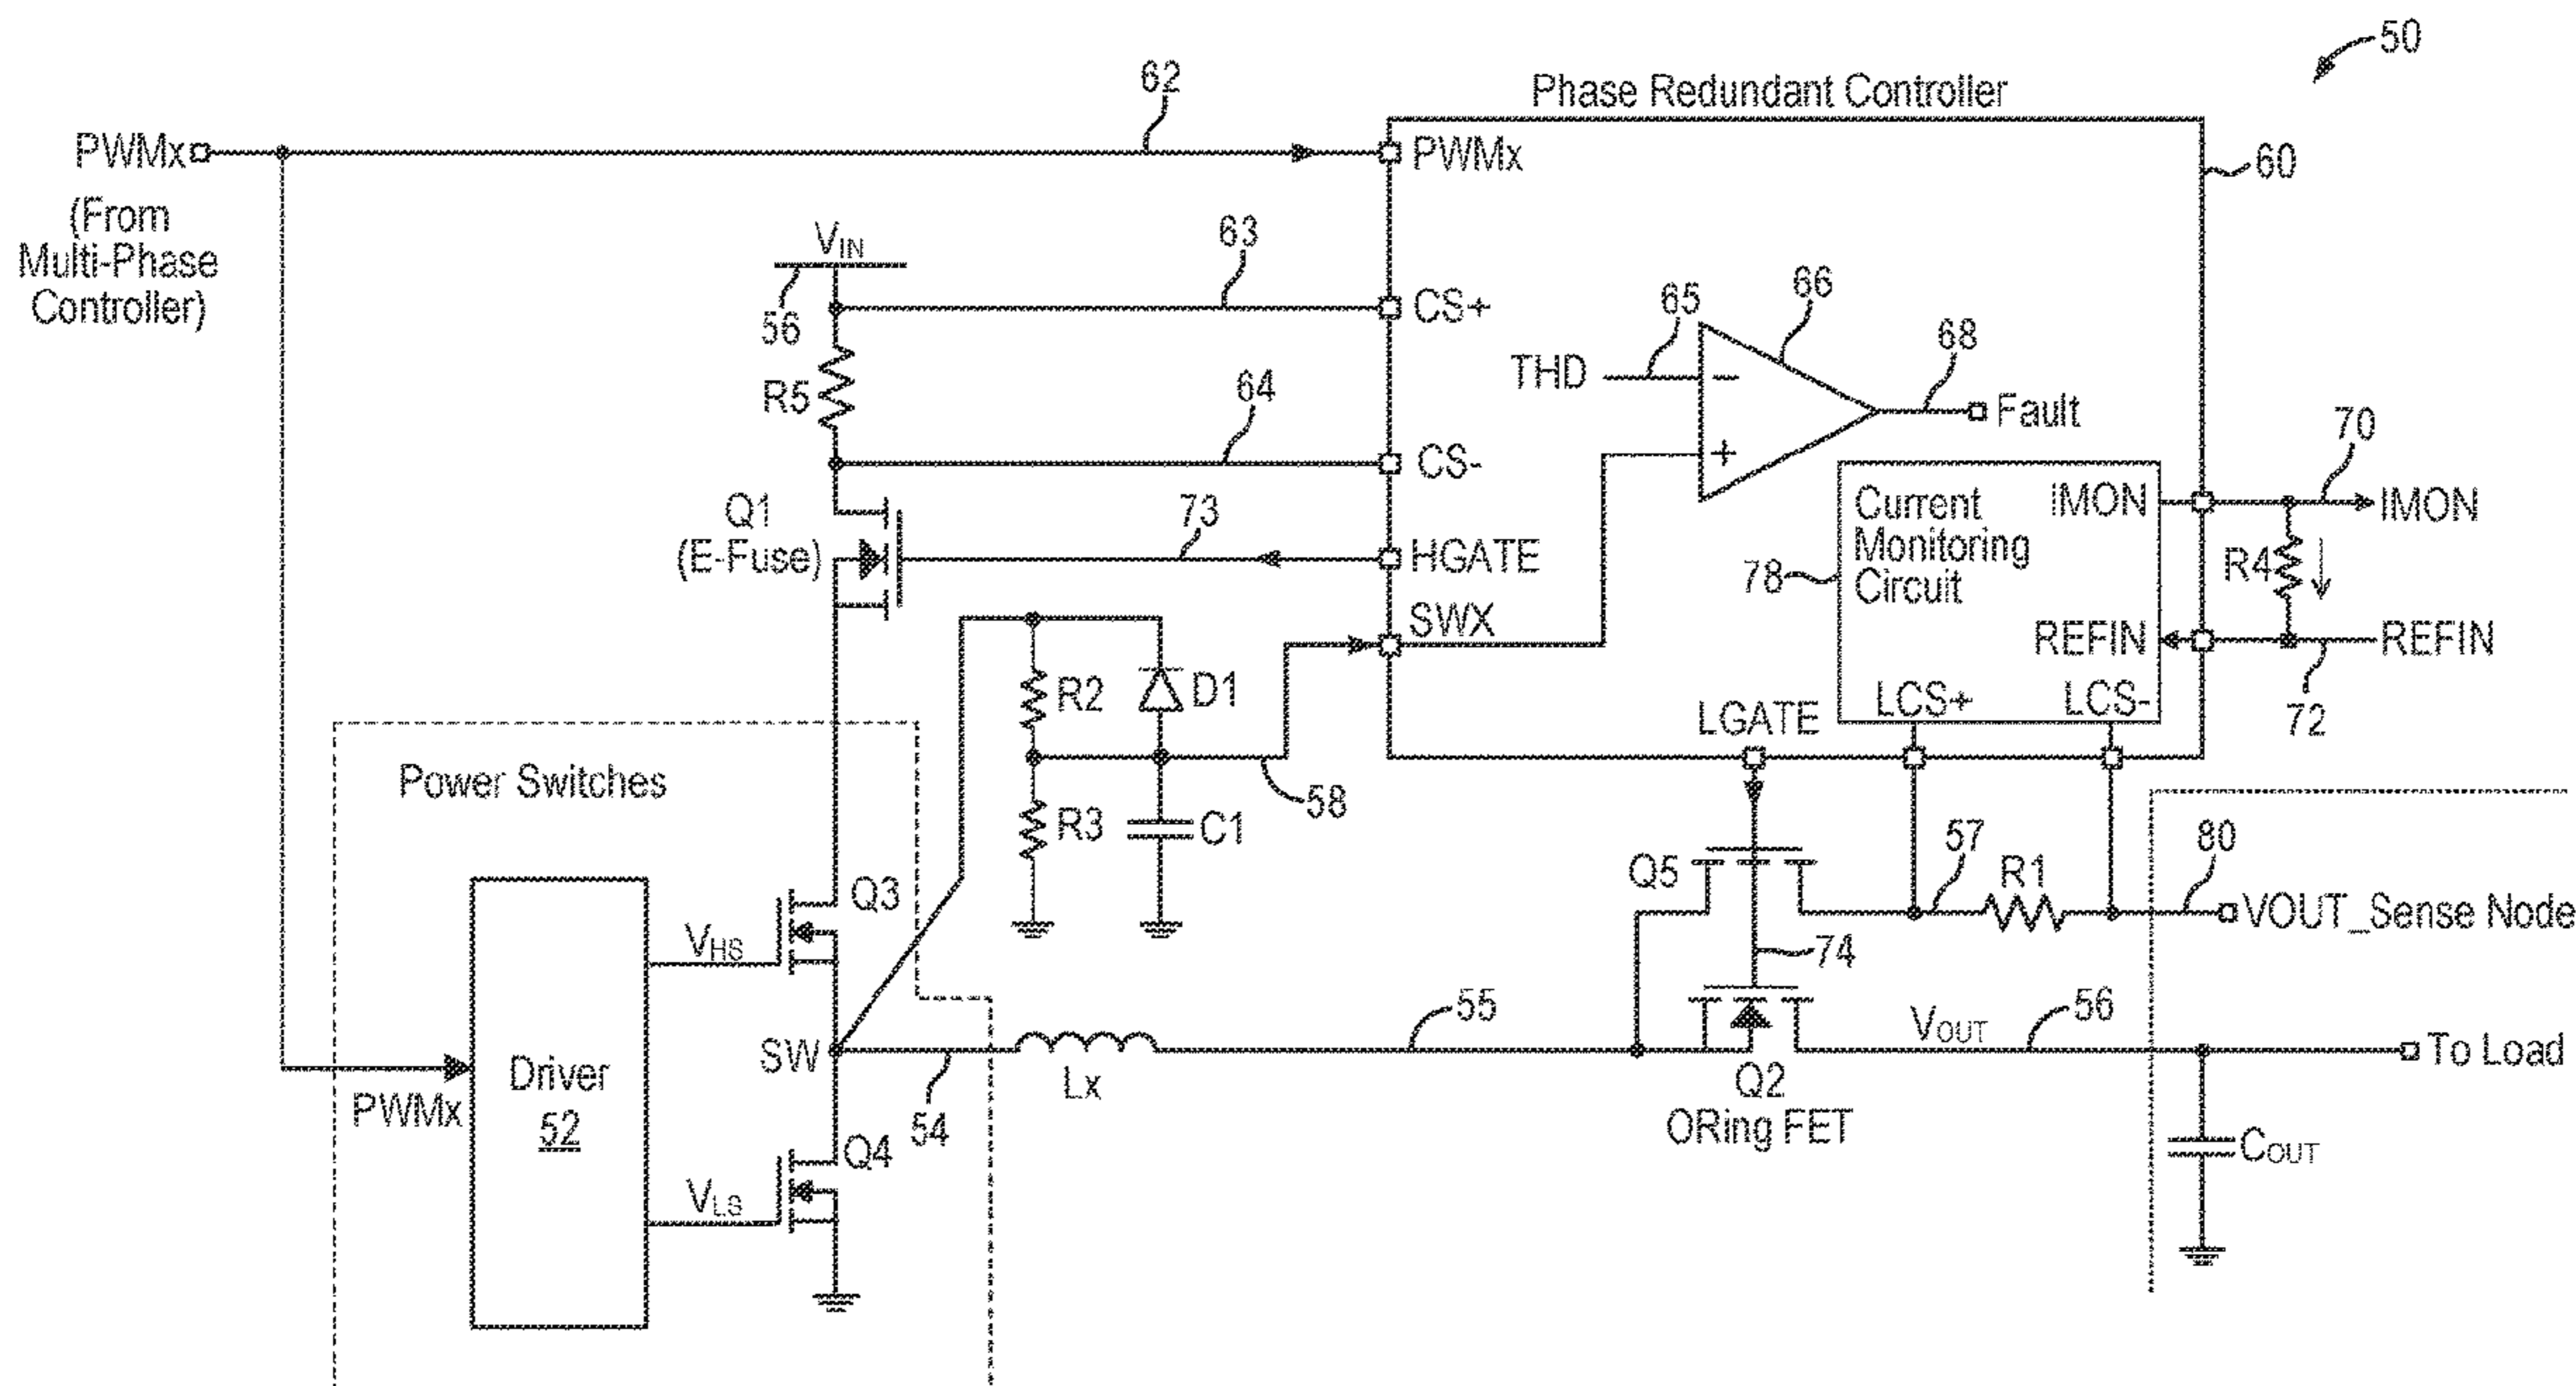 50
Phase Redundant Controller
62
PWMx
(From
Multi-Phase
Controller)
PWMx
60
VIN
56
63
CS+
R5
64
CS-
65
66
THD
68
Fault
-
+
70
IMON
Current
Monitoring
Circuit
78
IMON
R4
REFIN
REFIN
72
LCS+
LCS-
Q1
(E-Fuse)
73
HGATE
SWX
R2
D1
LGATE
58
R3
C1
Power Switches
Q5
57
R1
80
VOUT_Sense Node
74
Q3
VHS
Driver
52
SW
PWMx
54
Lx
55
VOUT
56
To Load
Q2
ORing FET
COUT
Q4
VLS